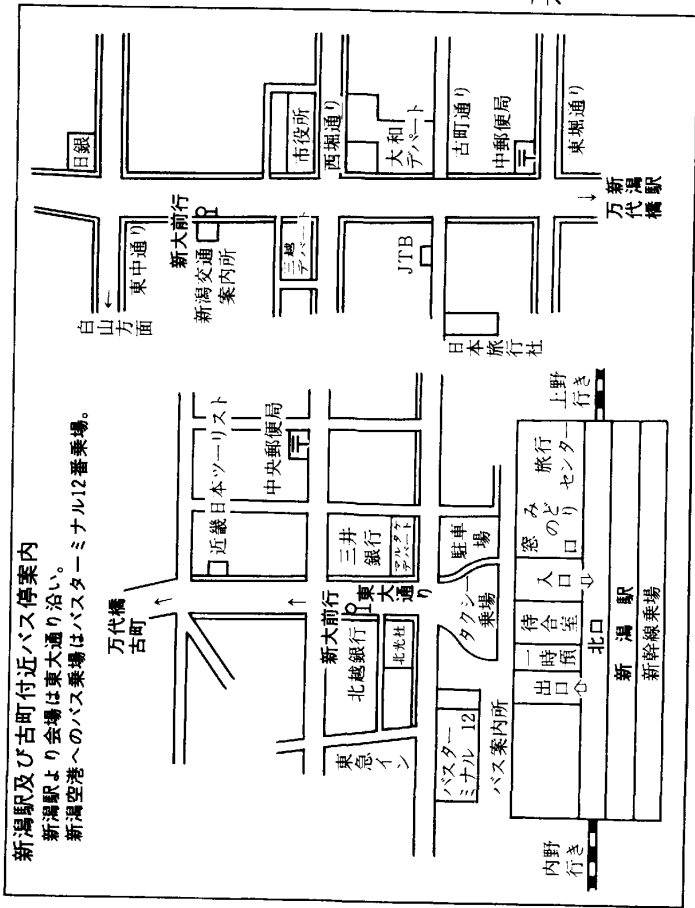 新潟駅及び古町付近バス停案内
新潟駅より会場は東大通り沿い。
新潟空港へのバス乗場はバスターミナル12番乗場。
万代橋
古町
近畿日本ツーリスト
中央郵便局
新大前行
北越銀行
北光社
東大通り
三井
銀行
マルタケ
デパート
東急イン
バスター
ミナル 12
バス案内所
タクシー
乗場
駐車場
出口
一時預
待合室
入口
みどり
の窓口
旅行
センター
北口
新潟駅
新幹線乗場
内野
行き
上野
行き
日銀
白山方面
東中通り
新大前行
新潟交通
案内所
市役所
西堀通り
三越
デパート
大和
デパート
古町通り
JTB
中郵便局
日本旅行社
東堀通り
新潟駅
万代橋